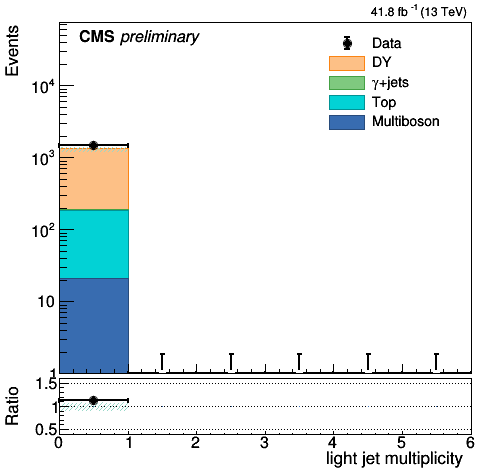 41.8 fb⁻¹ (13 TeV)
CMS preliminary
Events
Data
DY
γ+jets
Top
Multiboson
10⁴
10³
10²
10
1
Ratio
1.5
1
0.5
0 1 2 3 4 5 6
light jet multiplicity